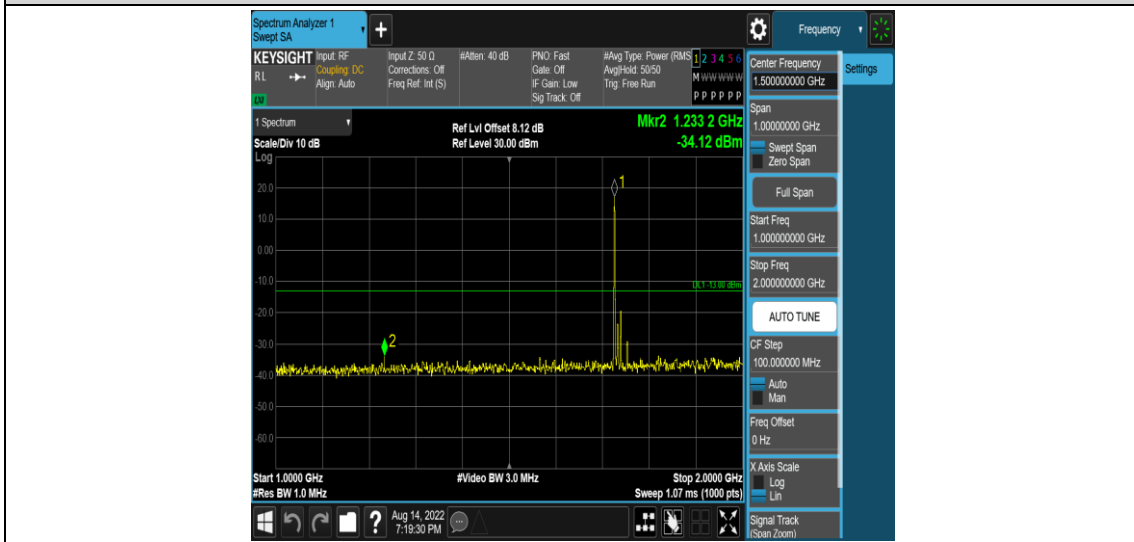 Spectrum Analyzer 1
Swept SA
+
Frequency
KEYSIGHT
RL
LXI
Input: RF
Coupling: DC
Align: Auto
Input Z: 50 Ω
Corrections: Off
Freq Ref: Int (S)
#Atten: 40 dB
PNO: Fast
Gate: Off
IF Gain: Low
Sig Track: Off
#Avg Type: Power (RMS
Avg|Hold: 50/50
Trig: Free Run
1 2 3 4 5 6
M W W W W W
P P P P P P
1 Spectrum
Scale/Div 10 dB
Log
Ref Lvl Offset 8.12 dB
Ref Level 30.00 dBm
Mkr2 1.233 2 GHz
-34.12 dBm
1
20.0
10.0
0.00
-10.0
DL1 -13.00 dBm
-20.0
-30.0
2
-40.0
-50.0
-60.0
Start 1.0000 GHz
#Res BW 1.0 MHz
#Video BW 3.0 MHz
Stop 2.0000 GHz
Sweep 1.07 ms (1000 pts)
?
Aug 14, 2022
7:19:30 PM
Center Frequency
1.500000000 GHz
Settings
Span
1.00000000 GHz
Swept Span
Zero Span
Full Span
Start Freq
1.000000000 GHz
Stop Freq
2.000000000 GHz
AUTO TUNE
CF Step
100.000000 MHz
Auto
Man
Freq Offset
0 Hz
X Axis Scale
Log
Lin
Signal Track
(Span Zoom)